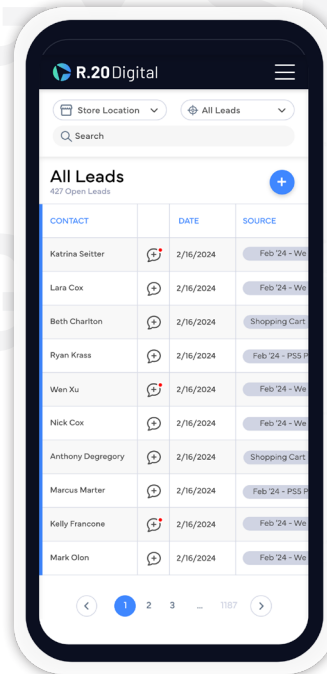 R.20 Digital
Store Location All Leads
Search
All Leads
427 Open Leads
CONTACT DATE SOURCE
Katrina Seitter 2/16/2024 Feb '24 - We
Lara Cox 2/16/2024 Feb '24 - We
Beth Charlton 2/16/2024 Shopping Cart
Ryan Krass 2/16/2024 Feb '24 - PS5 P
Wen Xu 2/16/2024 Feb '24 - We
Nick Cox 2/16/2024 Feb '24 - We
Anthony Degregory 2/16/2024 Shopping Cart
Marcus Marter 2/16/2024 Feb '24 - PS5 P
Kelly Francone 2/16/2024 Feb '24 - We
Mark Olon 2/16/2024 Feb '24 - We
1 2 3 ... 1187